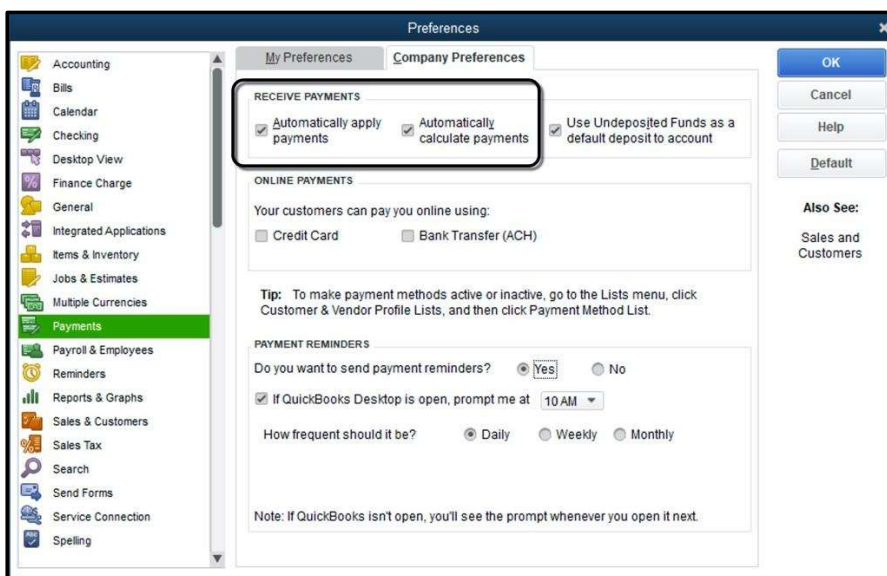 Preferences
Accounting
Bills
Calendar
Checking
Desktop View
Finance Charge
General
Integrated Applications
Items & Inventory
Jobs & Estimates
Multiple Currencies
Payments
Payroll & Employees
Reminders
Reports & Graphs
Sales & Customers
Sales Tax
Search
Send Forms
Service Connection
Spelling
My Preferences
Company Preferences
RECEIVE PAYMENTS
Automatically apply
payments
Automatically
calculate payments
Use Undeposited Funds as a
default deposit to account
ONLINE PAYMENTS
Your customers can pay you online using:
Credit Card
Bank Transfer (ACH)
Tip: To make payment methods active or inactive, go to the Lists menu, click
Customer & Vendor Profile Lists, and then click Payment Method List.
PAYMENT REMINDERS
Do you want to send payment reminders? Yes No
If QuickBooks Desktop is open, prompt me at 10 AM
How frequent should it be? Daily Weekly Monthly
Note: If QuickBooks isn't open, you'll see the prompt whenever you open it next.
OK
Cancel
Help
Default
Also See:
Sales and
Customers